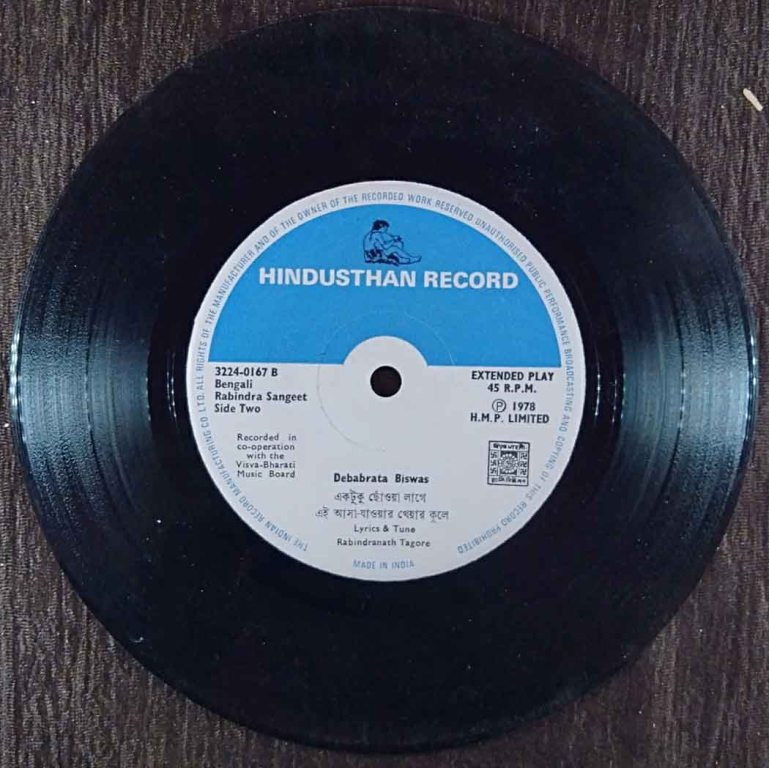 THE INDIAN RECORD MANUFACTURING CO LTD. ALL RIGHTS OF THE MANUFACTURER AND OF THE OWNER OF THE RECORDED WORK RESERVED UNAUTHORISED PUBLIC PERFORMANCE BROADCASTING AND COPYING OF THIS RECORD PROHIBITED
HINDUSTHAN RECORD
3224-0167 B
Bengali
Rabindra Sangeet
Side Two
EXTENDED PLAY
45 R.P.M.
Ⓟ 1978
H.M.P. LIMITED
Recorded in
co-operation
with the
Visva-Bharati
Music Board
Debabrata Biswas
একটুকু ছোঁওয়া লাগে
এই আসা-যাওয়ার খেয়ার কূলে
Lyrics & Tune
Rabindranath Tagore
MADE IN INDIA